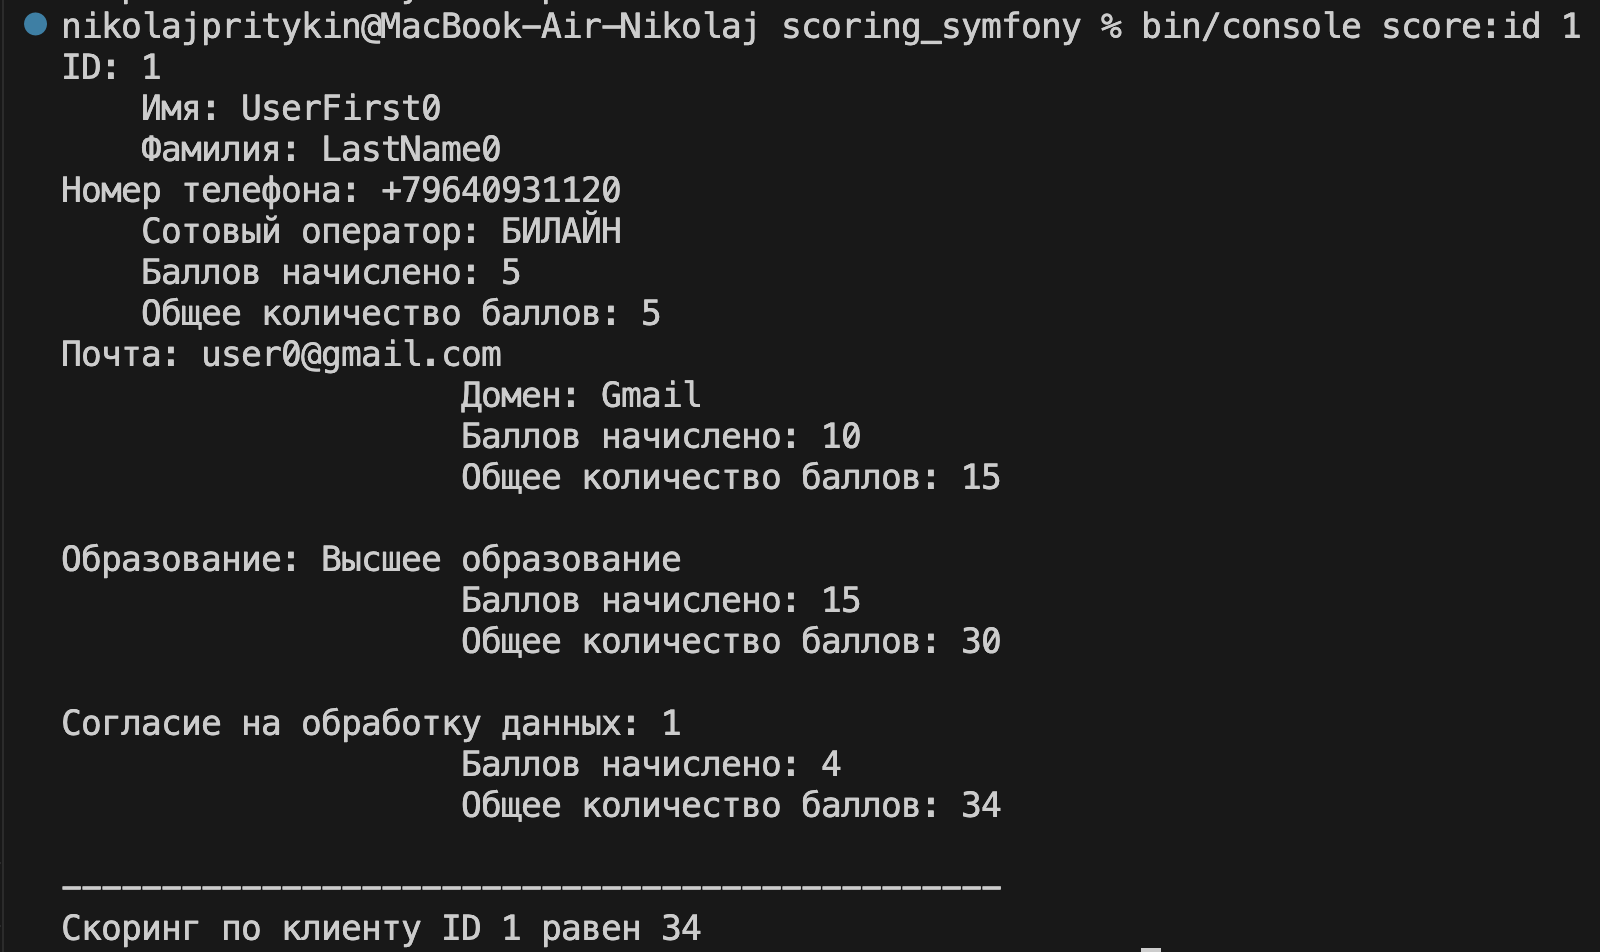 nikolajpritykin@MacBook-Air-Nikolaj scoring_symfony % bin/console score:id 1
ID: 1
Имя: UserFirst0
Фамилия: LastName0
Номер телефона: +79640931120
Сотовый оператор: БИЛАЙН
Баллов начислено: 5
Общее количество баллов: 5
Почта: user0@gmail.com
Домен: Gmail
Баллов начислено: 10
Общее количество баллов: 15
Образование: Высшее образование
Баллов начислено: 15
Общее количество баллов: 30
Согласие на обработку данных: 1
Баллов начислено: 4
Общее количество баллов: 34
-----------------------------------------------
Скоринг по клиенту ID 1 равен 34